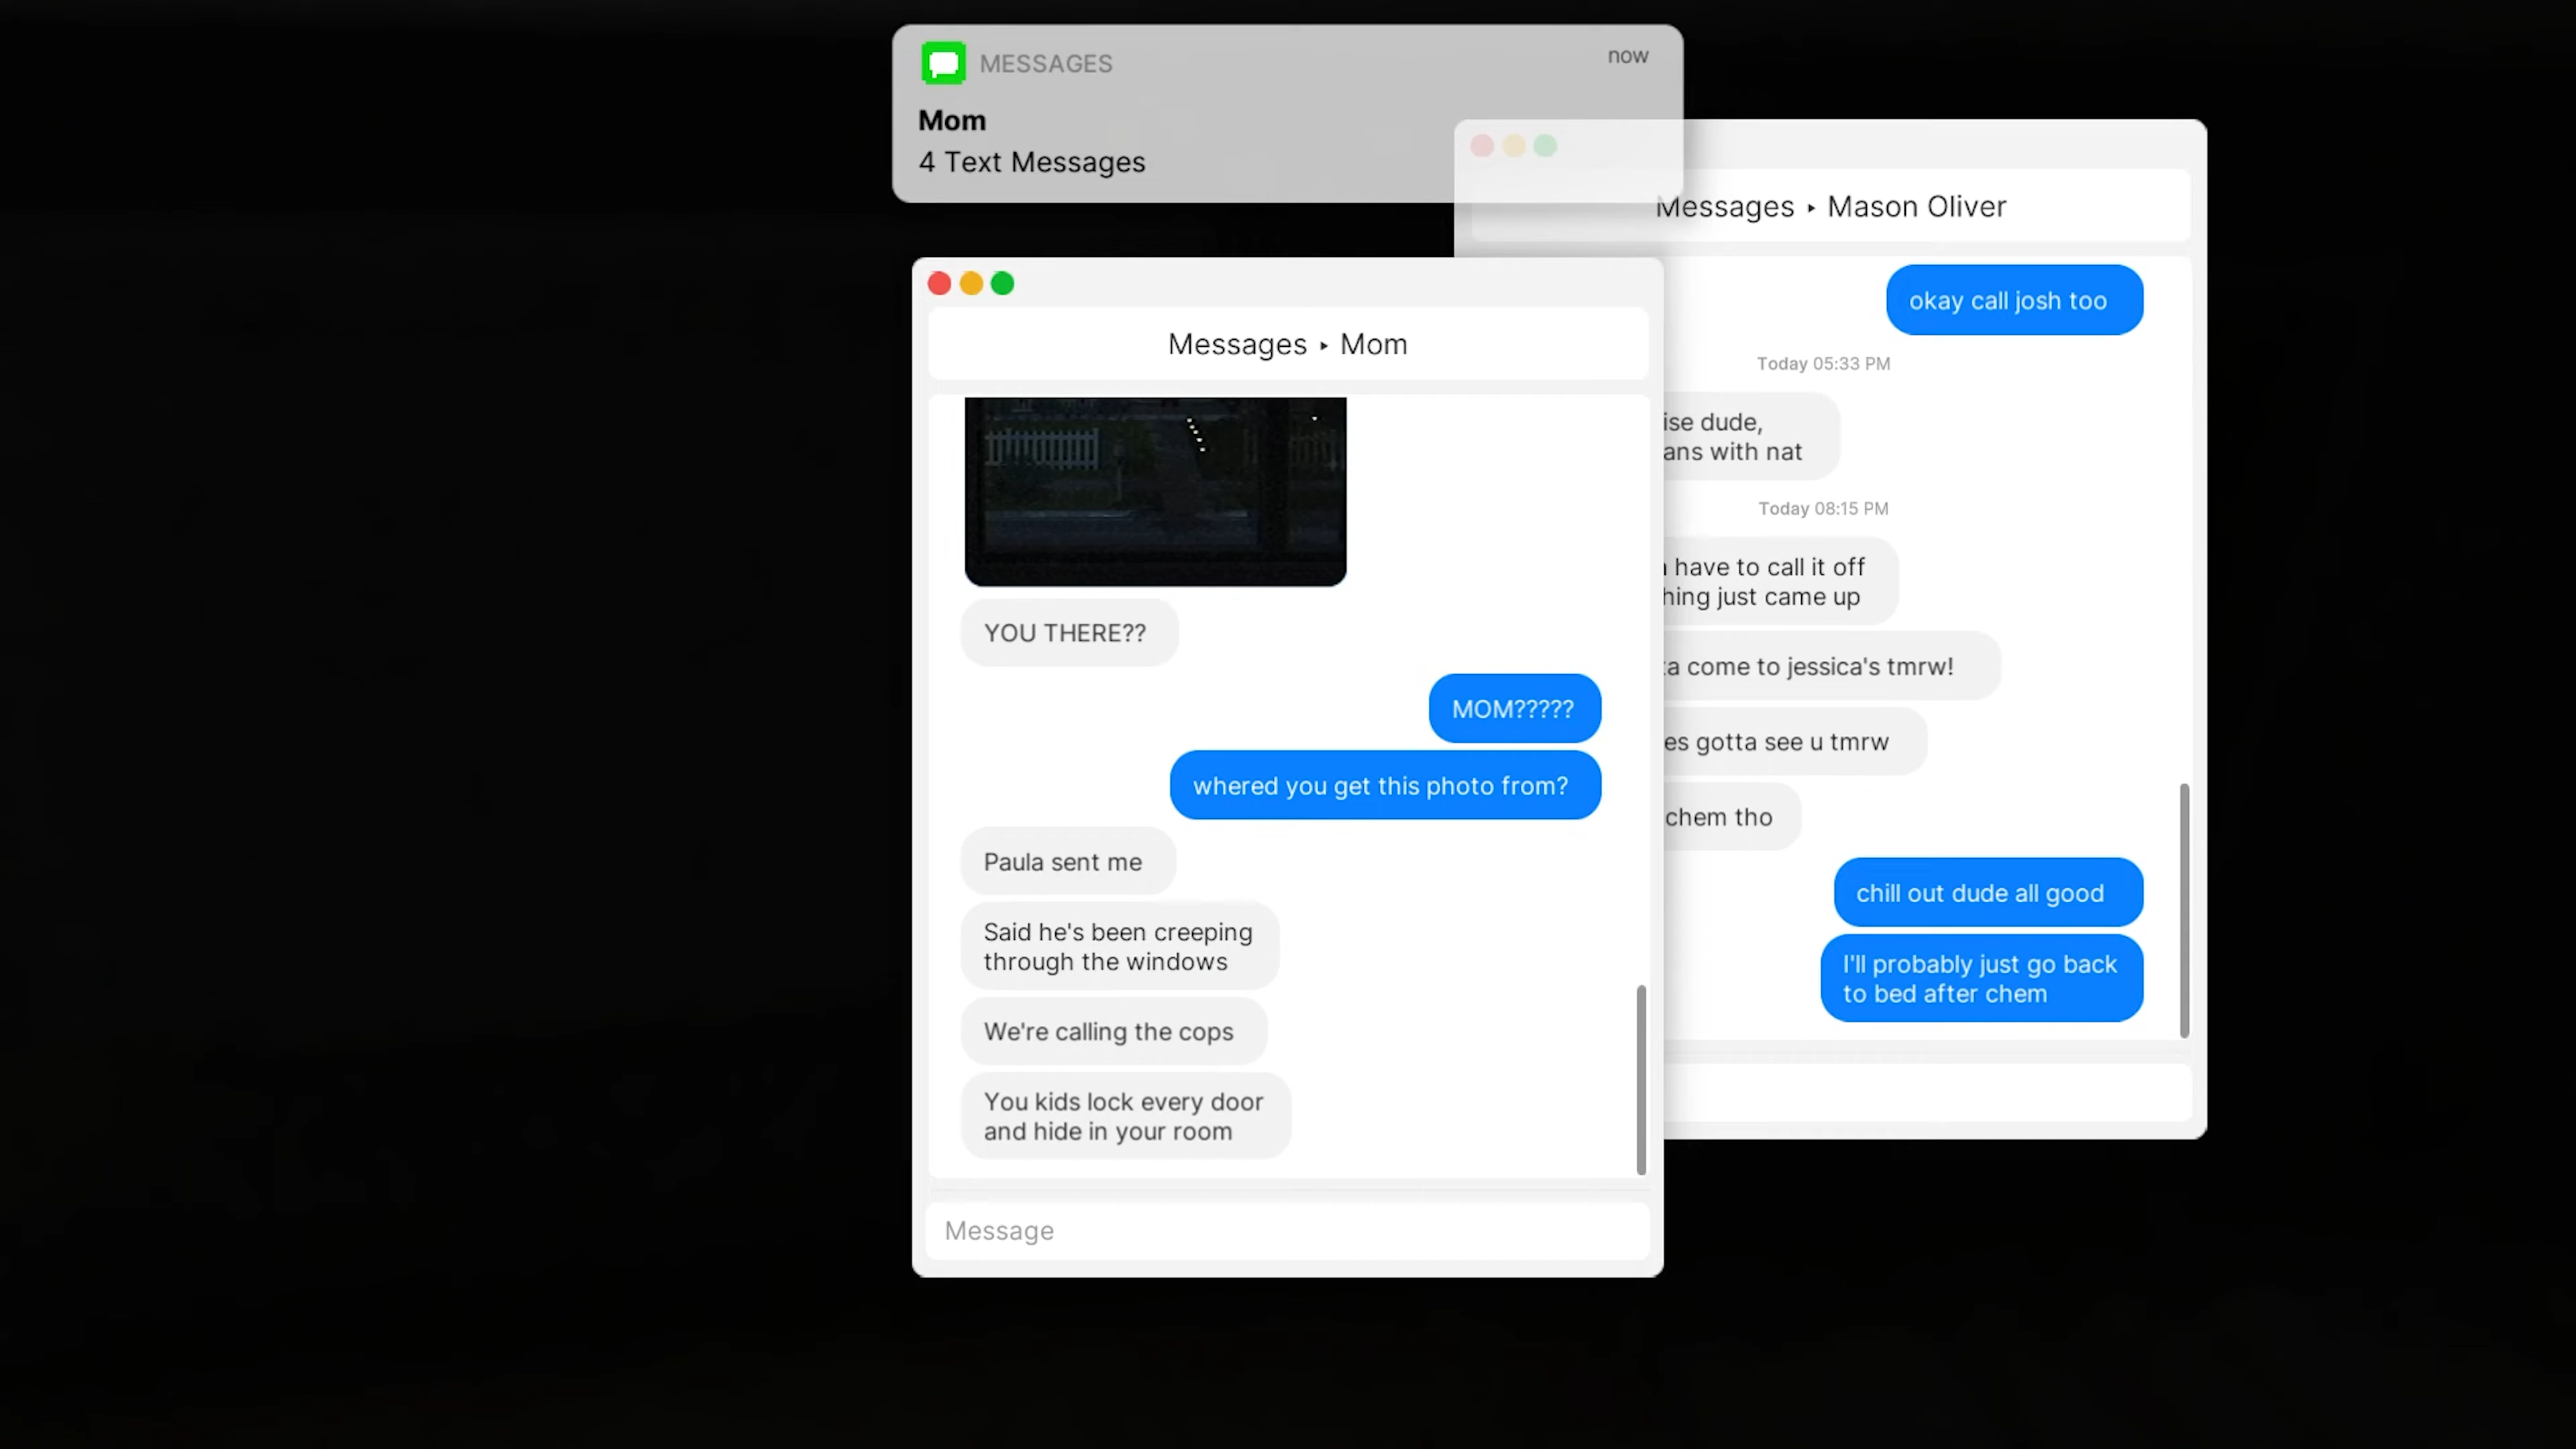 MESSAGES
now
Mom
4 Text Messages
Messages ▸ Mom
YOU THERE??
MOM?????
whered you get this photo from?
Paula sent me
Said he's been creeping
through the windows
We're calling the cops
You kids lock every door
and hide in your room
Message
Messages ▸ Mason Oliver
okay call josh too
Today 05:33 PM
dude,
with nat
Today 08:15 PM
have to call it off
just came up
come to jessica's tmrw!
gotta see u tmrw
chem tho
chill out dude all good
I'll probably just go back
to bed after chem